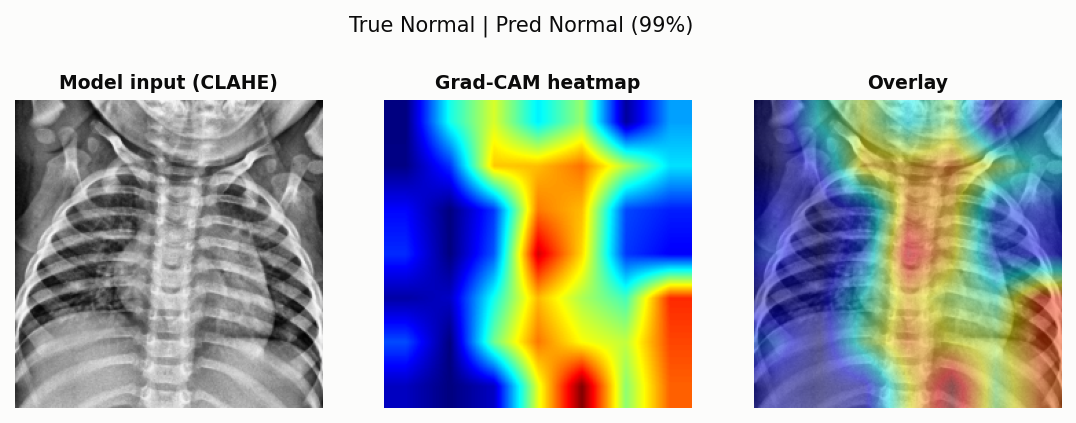 True Normal | Pred Normal (99%)
Model input (CLAHE)
Grad-CAM heatmap
Overlay